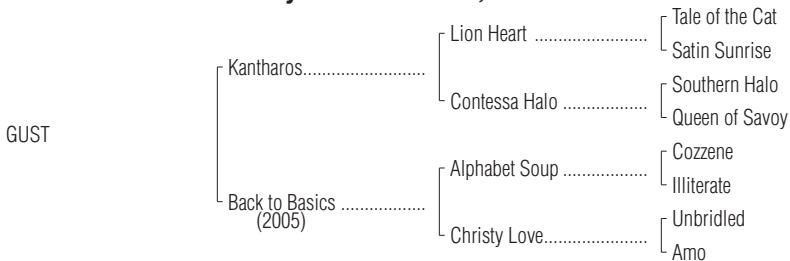 Tale of the Cat
Lion Heart ........................
Satin Sunrise
Kantharos..........................
Southern Halo
Contessa Halo ..................
Queen of Savoy
GUST
Cozzene
Alphabet Soup ..................
Illiterate
Back to Basics ..................
(2005)
Unbridled
Christy Love......................
Amo